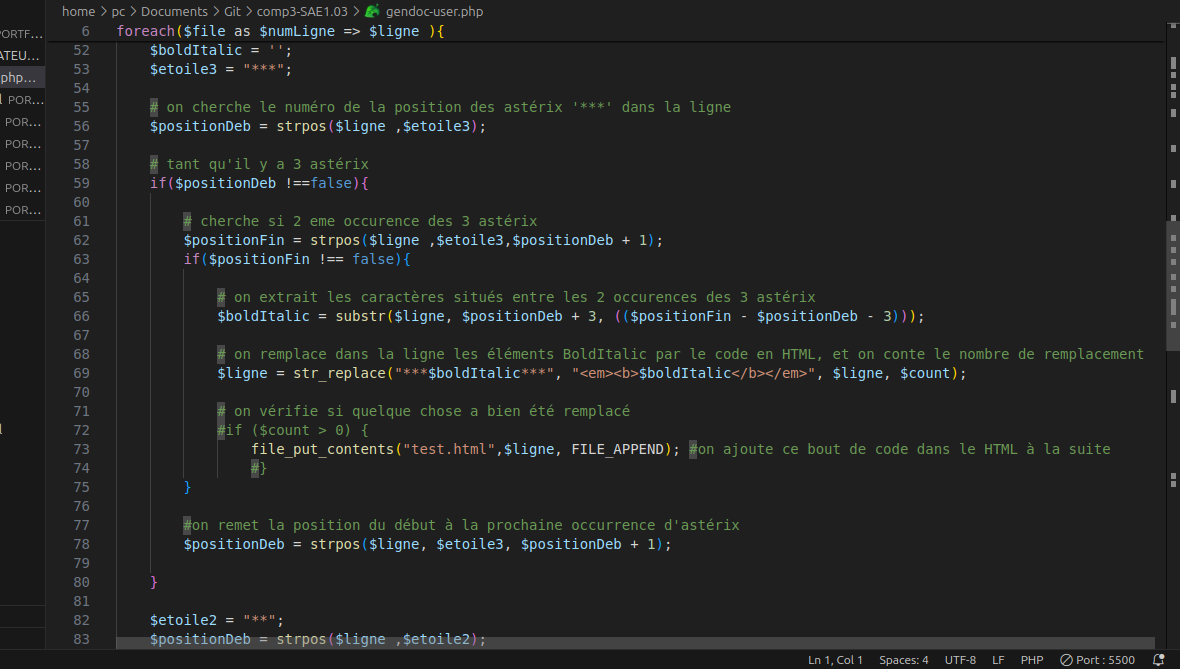 home > pc > Documents > Git > comp3-SAE1.03 > gendoc-user.php
PORTF...
ATEU...
php...
POR...
POR...
POR...
POR...
POR...
POR...
6 foreach($file as $numLigne => $ligne ){
52 $boldItalic = '';
53 $etoile3 = "***";
54
55 # on cherche le numéro de la position des astérix '***' dans la ligne
56 $positionDeb = strpos($ligne ,$etoile3);
57
58 # tant qu'il y a 3 astérix
59 if($positionDeb !==false){
60
61 # cherche si 2 eme occurence des 3 astérix
62 $positionFin = strpos($ligne ,$etoile3,$positionDeb + 1);
63 if($positionFin !== false){
64
65 # on extrait les caractères situés entre les 2 occurences des 3 astérix
66 $boldItalic = substr($ligne, $positionDeb + 3, (($positionFin - $positionDeb - 3)));
67
68 # on remplace dans la ligne les éléments BoldItalic par le code en HTML, et on conte le nombre de remplacement
69 $ligne = str_replace("***$boldItalic***", "<em><b>$boldItalic</b></em>", $ligne, $count);
70
71 # on vérifie si quelque chose a bien été remplacé
72 #if ($count > 0) {
73 file_put_contents("test.html",$ligne, FILE_APPEND); #on ajoute ce bout de code dans le HTML à la suite
74 #}
75 }
76
77 #on remet la position du début à la prochaine occurrence d'astérix
78 $positionDeb = strpos($ligne, $etoile3, $positionDeb + 1);
79
80 }
81
82 $etoile2 = "**";
83 $positionDeb = strpos($ligne ,$etoile2);
Ln 1, Col 1 Spaces: 4 UTF-8 LF PHP Port : 5500